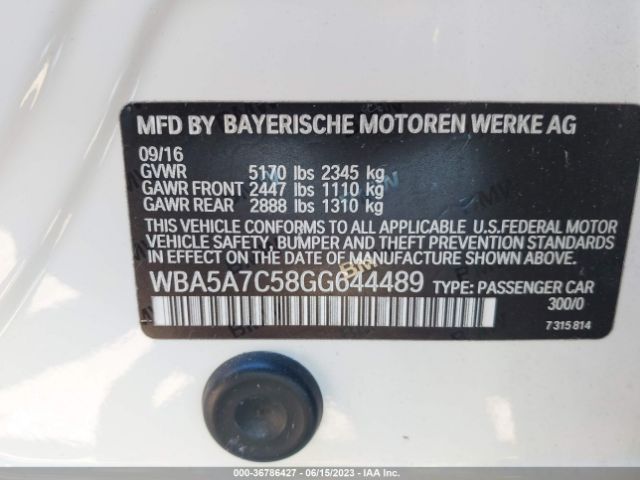 MFD BY BAYERISCHE MOTOREN WERKE AG
09/16
GVWR 5170 lbs 2345 kg
GAWR FRONT 2447 lbs 1110 kg
GAWR REAR 2888 lbs 1310 kg
THIS VEHICLE CONFORMS TO ALL APPLICABLE U.S.FEDERAL MOTOR
VEHICLE SAFETY, BUMPER AND THEFT PREVENTION STANDARDS
IN EFFECT ON THE DATE OF MANUFACTURE SHOWN ABOVE.
WBA5A7C58GG644489 TYPE: PASSENGER CAR
300/0
7 315 814
000-36786427 - 06/15/2023 - IAA Inc.